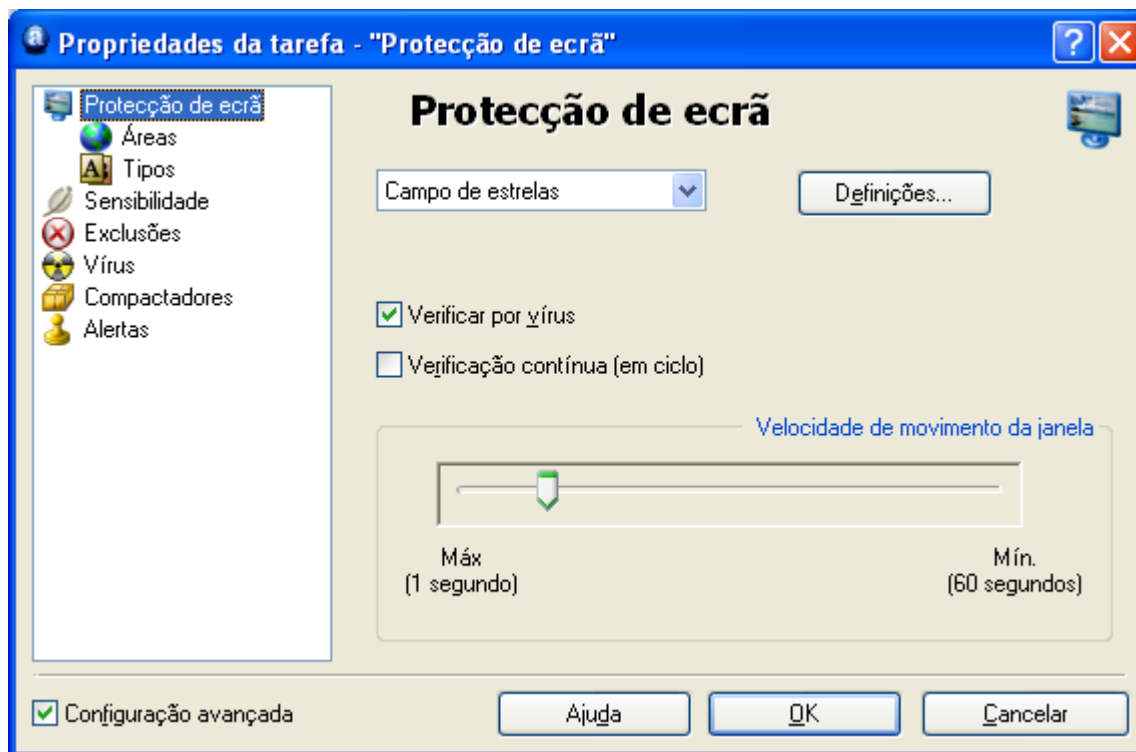 Propriedades da tarefa - "Protecção de ecrã"
Protecção de ecrã
Áreas
Tipos
Sensibilidade
Exclusões
Vírus
Compactadores
Alertas
Protecção de ecrã
Campo de estrelas
Definições...
Verificar por vírus
Verificação contínua (em ciclo)
Velocidade de movimento da janela
Máx
(1 segundo)
Mín.
(60 segundos)
Configuração avançada
Ajuda
OK
Cancelar